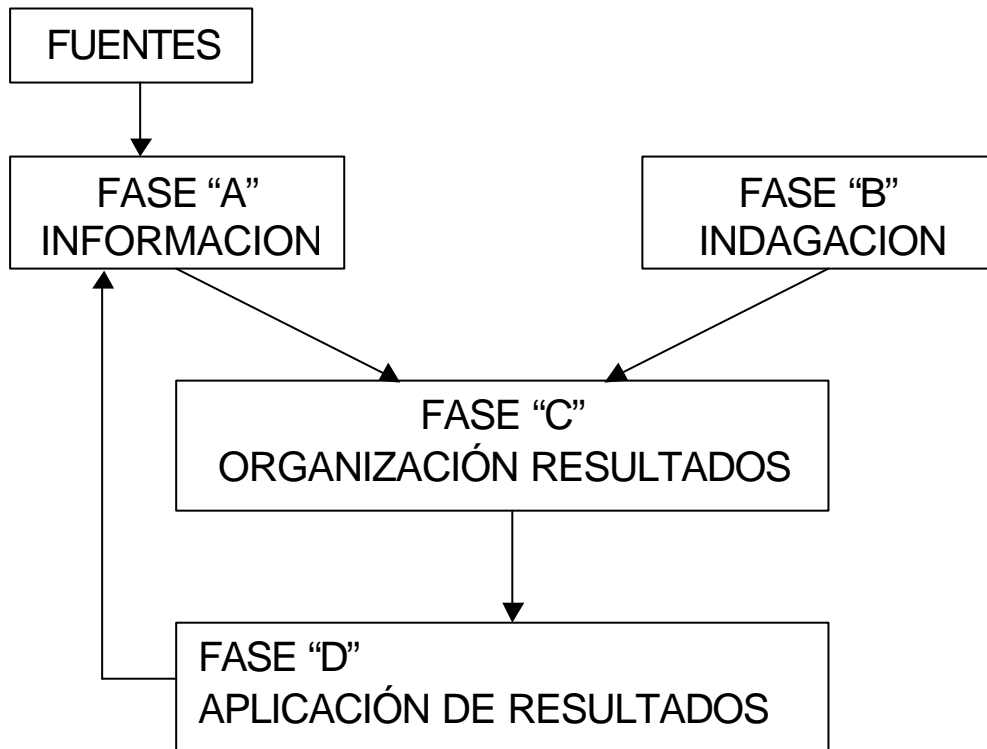 FUENTES
FASE “A”
INFORMACION
FASE “B”
INDAGACION
FASE “C”
ORGANIZACIÓN RESULTADOS
FASE “D”
APLICACIÓN DE RESULTADOS